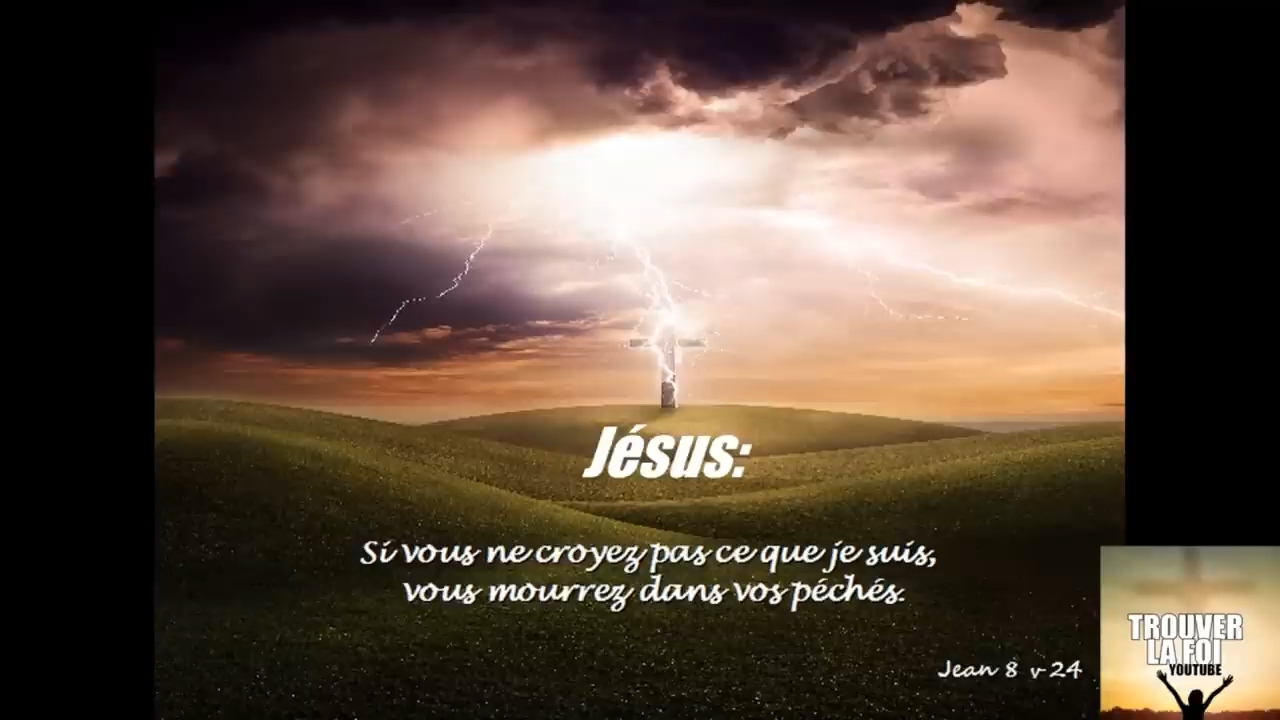 Jésus:
Si vous ne croyez pas ce que je suis,
vous mourrez dans vos péchés.
Jean 8 v 24
TROUVER
LA FOI
YOUTUBE